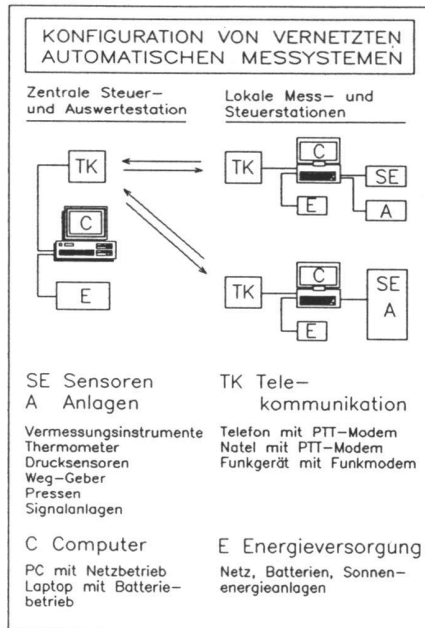 KONFIGURATION VON VERNETZTEN
AUTOMATISCHEN MESSYSTEMEN
Zentrale Steuer-
und Auswertestation
Lokale Mess- und
Steuerstationen
TK
C
E
TK
C
SE
E
A
TK
C
SE
A
E
SE Sensoren
A Anlagen
Vermessungsinstrumente
Thermometer
Drucksensoren
Weg-Geber
Pressen
Signalanlagen
TK Tele-
kommunikation
Telefon mit PTT-Modem
Natel mit PTT-Modem
Funkgerät mit Funkmodem
C Computer
PC mit Netzbetrieb
Laptop mit Batterie-
betrieb
E Energieversorgung
Netz, Batterien, Sonnen-
energieanlagen